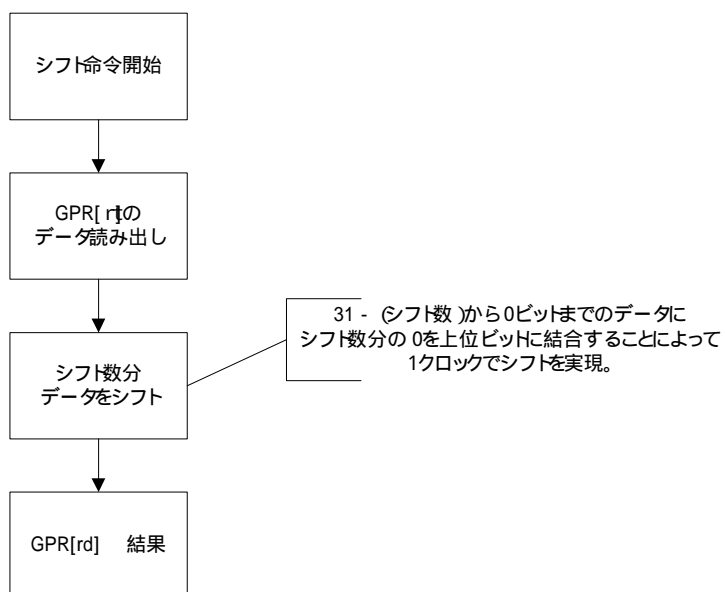 シフト命令開始
GPR[rt]の
データ読み出し
31 - (シフト数)から0ビットまでのデータに
シフト数分の0を上位ビットに結合することによって
1クロックでシフトを実現。
シフト数分
データをシフト
GPR[rd] 結果